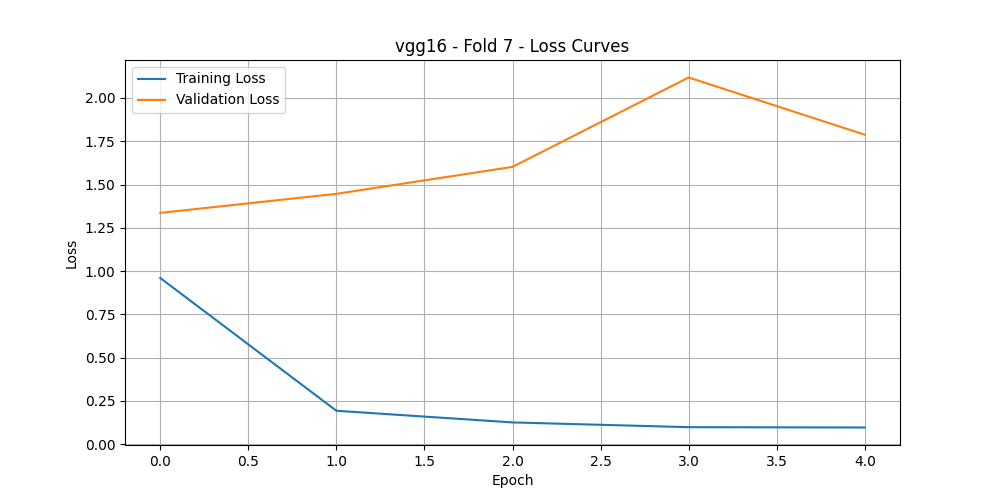 vgg16 - Fold 7 - Loss Curves
Training Loss
Validation Loss
2.00
1.75
1.50
1.25
1.00
0.75
0.50
0.25
0.00
Loss
0.0 0.5 1.0 1.5 2.0 2.5 3.0 3.5 4.0
Epoch